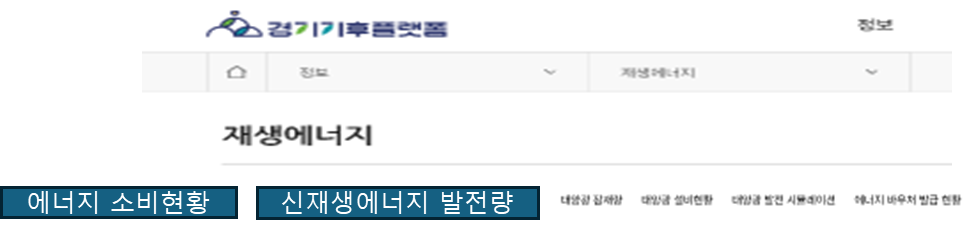 경기기후플랫폼 정보
정보 재생에너지
재생에너지
에너지 소비현황 신재생에너지 발전량 태양광 잠재량 태양광 설비현황 태양광 발전 시뮬레이션 에너지 바우처 발급 현황